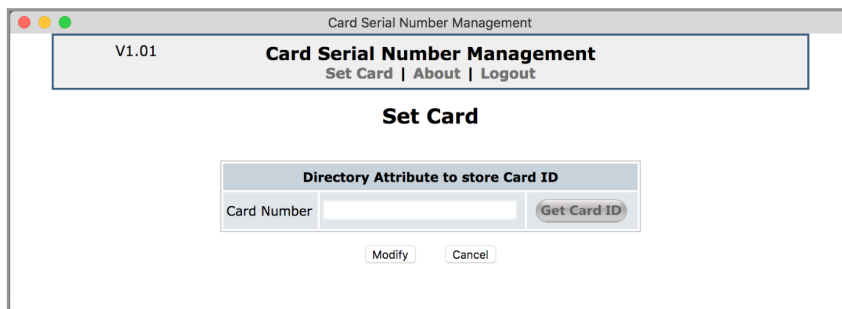 Card Serial Number Management
V1.01 Card Serial Number Management
Set Card | About | Logout
Set Card
Directory Attribute to store Card ID
Card Number Get Card ID
Modify Cancel